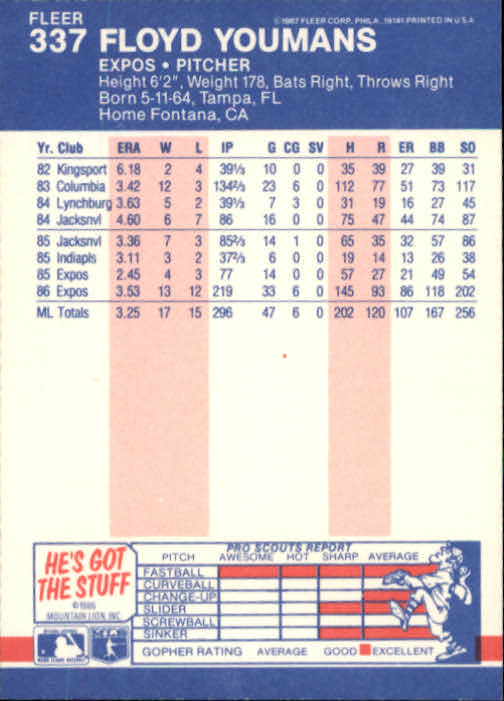 FLEER
©1987 FLEER CORP. PHILA. 19141 PRINTED IN U.S.A
337 FLOYD YOUMANS
EXPOS • PITCHER
Height 6'2", Weight 178, Bats Right, Throws Right
Born 5-11-64, Tampa, FL
Home Fontana, CA
Yr. Club ERA W L IP G CG SV H R ER BB SO
82 Kingsport 6.18 2 4 39⅓ 10 0 0 35 39 27 39 31
83 Columbia 3.42 12 3 134⅔ 23 6 0 112 77 51 73 117
84 Lynchburg 3.63 5 2 39⅓ 7 3 0 31 19 16 27 45
84 Jacksnvl 4.60 6 7 86 16 0 0 75 47 44 74 87
85 Jacksnvl 3.36 7 3 85⅔ 14 1 0 65 35 32 57 86
85 Indiapls 3.11 3 2 37⅔ 6 0 0 19 14 13 26 38
85 Expos 2.45 4 3 77 14 0 0 57 27 21 49 54
86 Expos 3.53 13 12 219 33 6 0 145 93 86 118 202
ML Totals 3.25 17 15 296 47 6 0 202 120 107 167 256
HE'S GOT
THE STUFF
©1986
MOUNTAIN LION, INC.
PRO SCOUTS REPORT
PITCH AWESOME HOT SHARP AVERAGE
FASTBALL
CURVEBALL
CHANGE-UP
SLIDER
SCREWBALL
SINKER
GOPHER RATING AVERAGE GOOD EXCELLENT